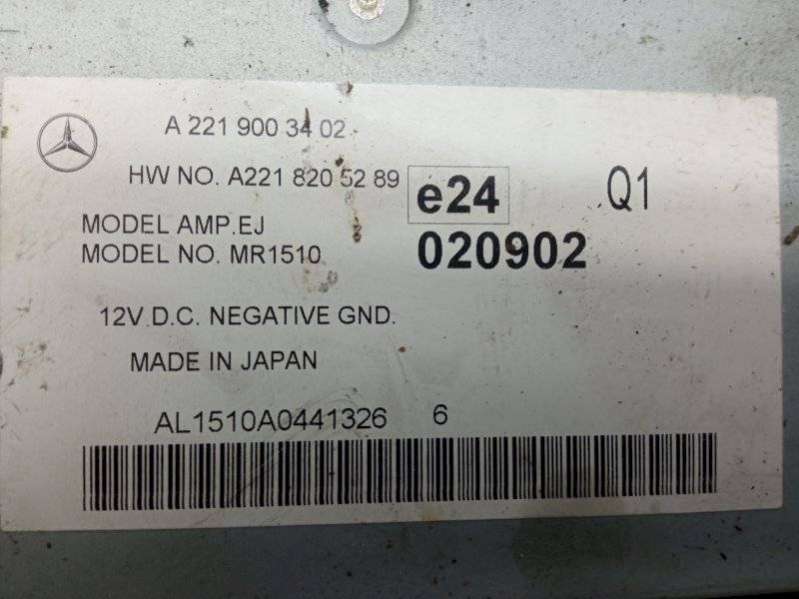 A 221 900 34 02
HW NO. A221 820 52 89
e24
Q1
MODEL AMP.EJ
MODEL NO. MR1510
020902
12V D.C. NEGATIVE GND.
MADE IN JAPAN
AL1510A0441326 6